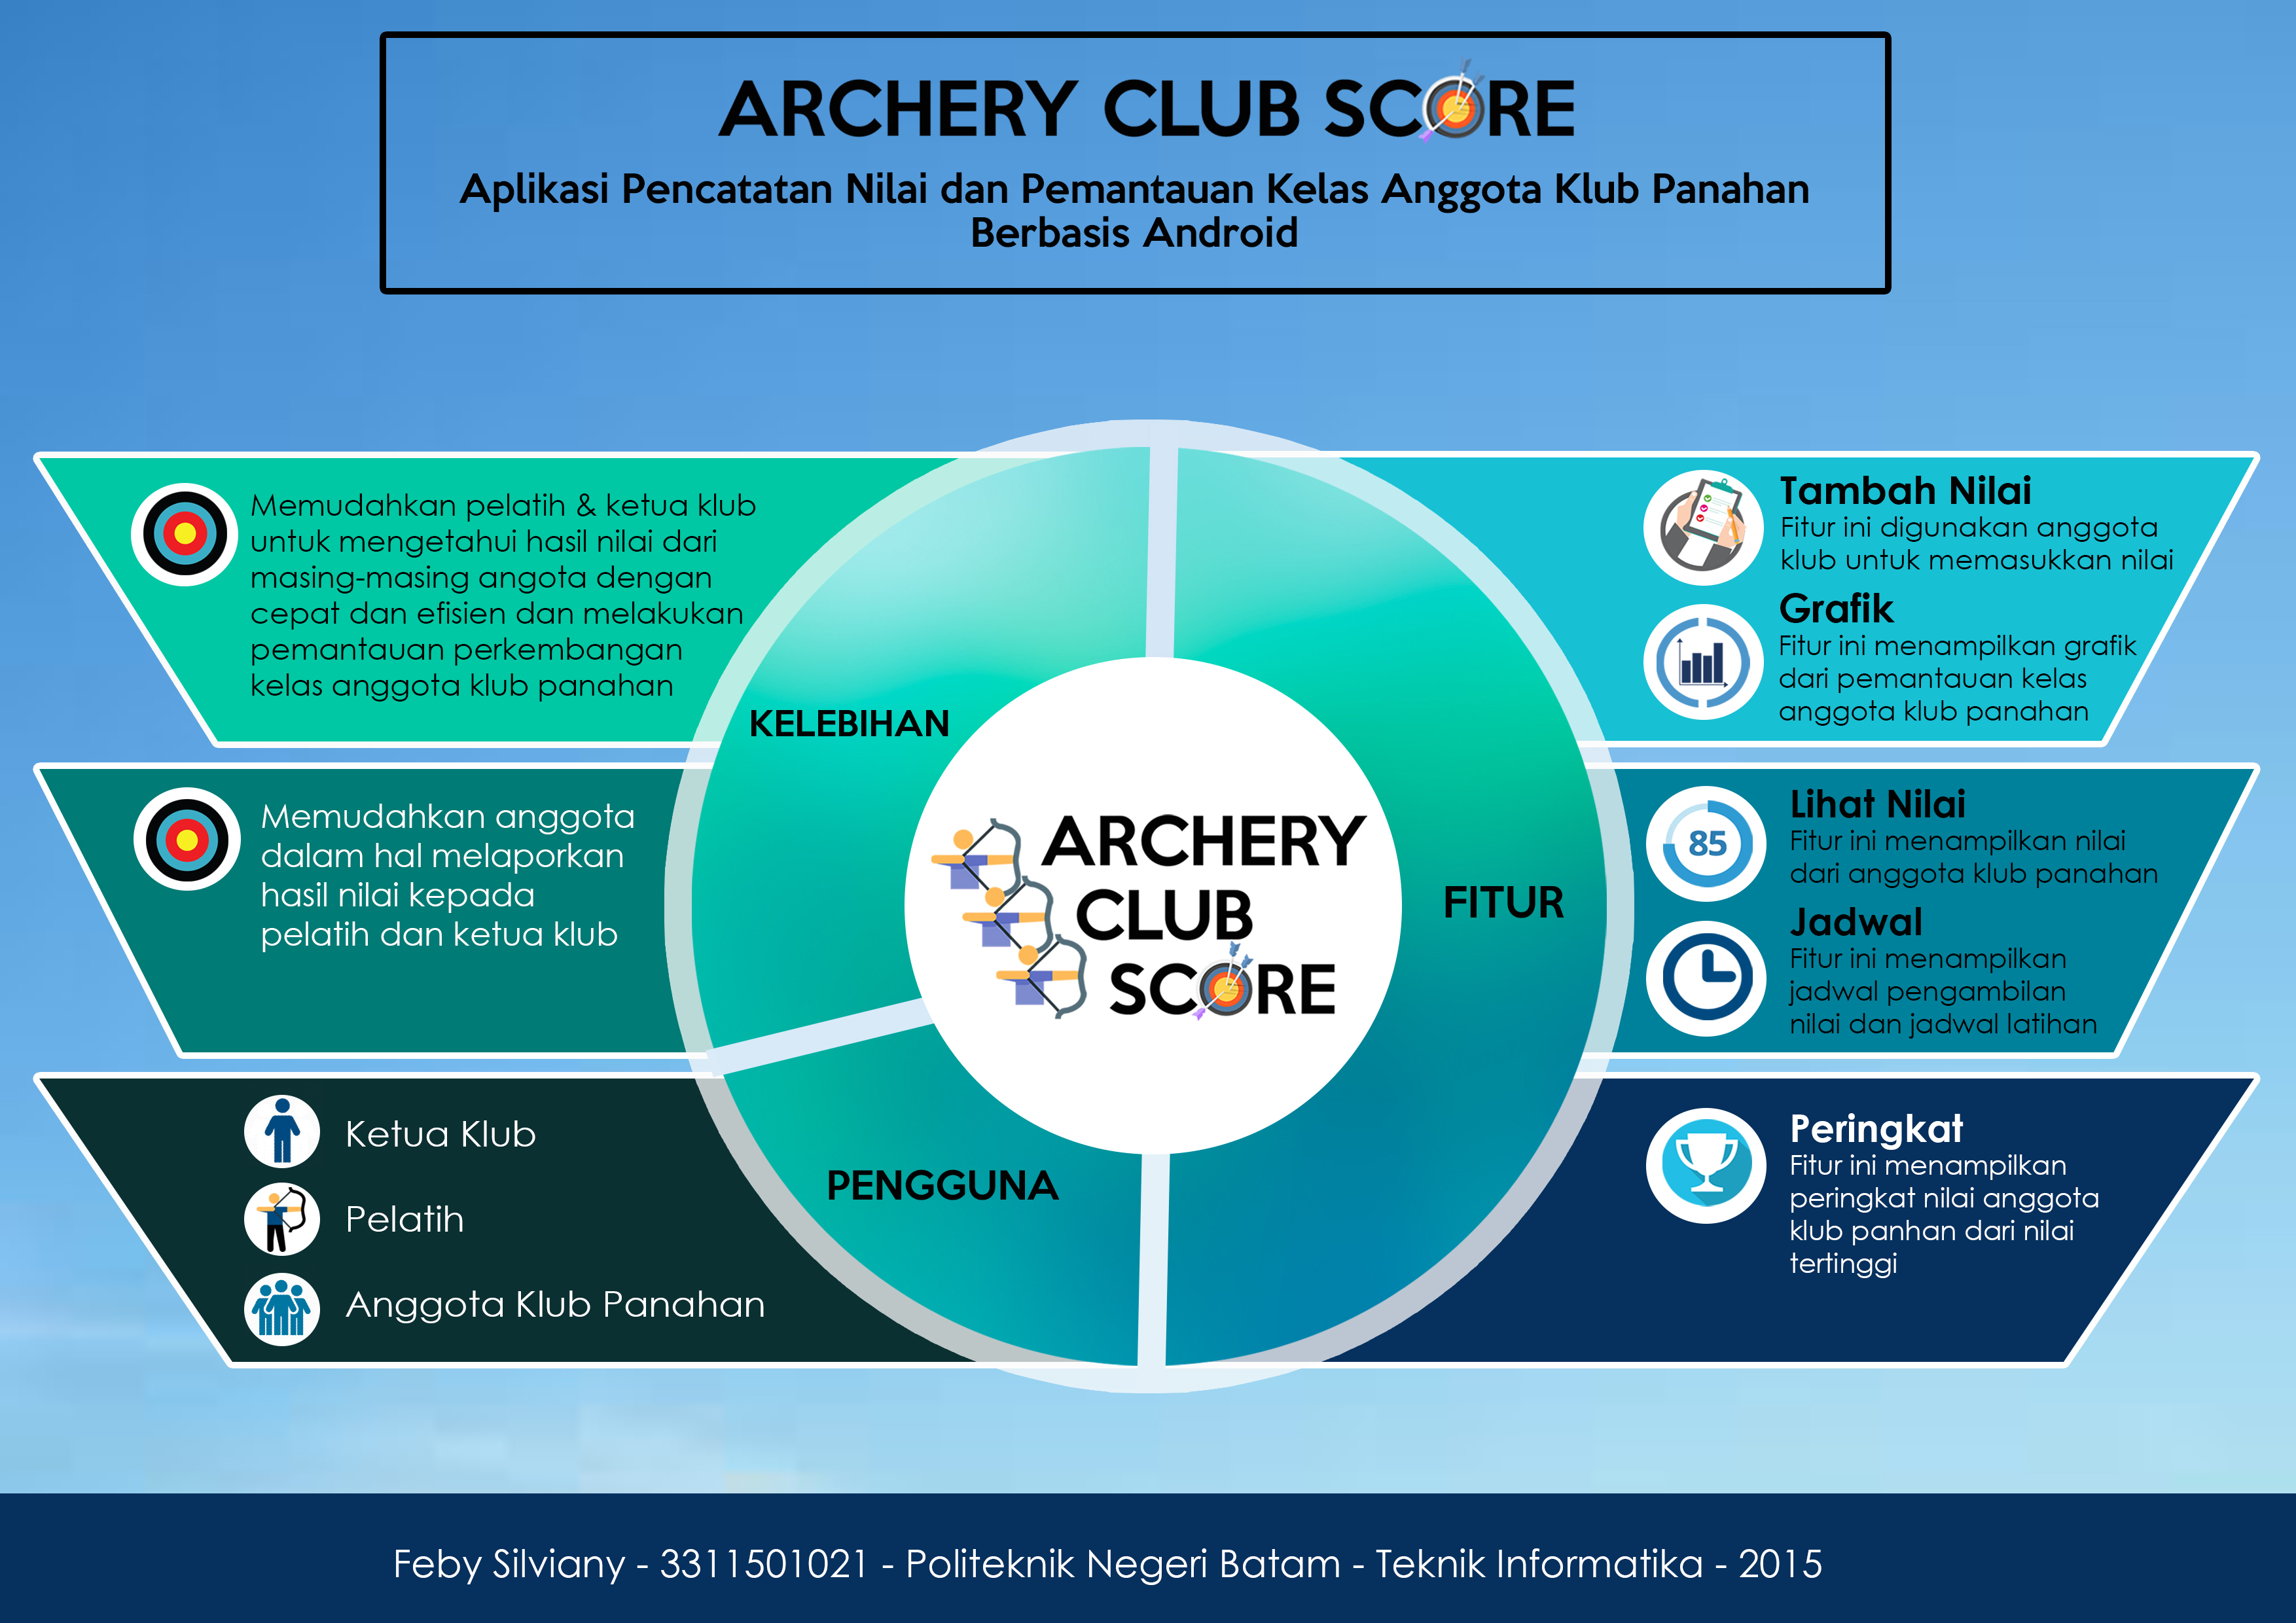 ARCHERY CLUB SCORE
Aplikasi Pencatatan Nilai dan Pemantauan Kelas Anggota Klub Panahan
Berbasis Android
Memudahkan pelatih & ketua klub
untuk mengetahui hasil nilai dari
masing-masing angota dengan
cepat dan efisien dan melakukan
pemantauan perkembangan
kelas anggota klub panahan
KELEBIHAN
Memudahkan anggota
dalam hal melaporkan
hasil nilai kepada
pelatih dan ketua klub
Ketua Klub
Pelatih
Anggota Klub Panahan
PENGGUNA
ARCHERY
CLUB
SCORE
FITUR
Tambah Nilai
Fitur ini digunakan anggota
klub untuk memasukkan nilai
Grafik
Fitur ini menampilkan grafik
dari pemantauan kelas
anggota klub panahan
85
Lihat Nilai
Fitur ini menampilkan nilai
dari anggota klub panahan
Jadwal
Fitur ini menampilkan
jadwal pengambilan
nilai dan jadwal latihan
Peringkat
Fitur ini menampilkan
peringkat nilai anggota
klub panhan dari nilai
tertinggi
Feby Silviany - 3311501021 - Politeknik Negeri Batam - Teknik Informatika - 2015